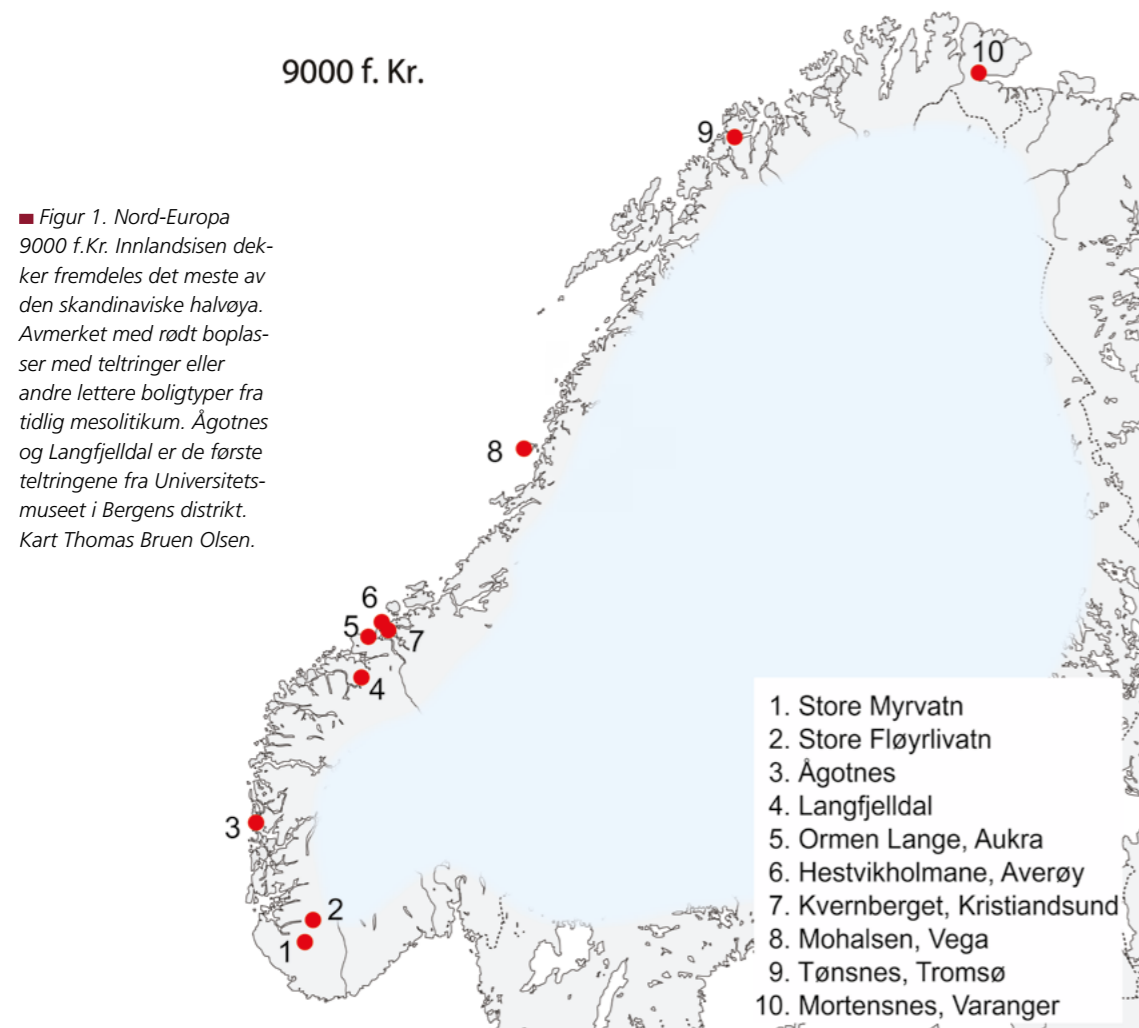 9000 f. Kr.
Figur 1. Nord-Europa
9000 f.Kr. Innlandsisen dek-
ker fremdeles det meste av
den skandinaviske halvøya.
Avmerket med rødt boplas-
ser med teltringer eller
andre lettere boligtyper fra
tidlig mesolitikum. Ågotnes
og Langfjelldal er de første
teltringene fra Universitets-
museet i Bergens distrikt.
Kart Thomas Bruen Olsen.
10
9
8
6
5
7
4
3
2
1
1. Store Myrvatn
2. Store Fløyrlivatn
3. Ågotnes
4. Langfjelldal
5. Ormen Lange, Aukra
6. Hestvikholmane, Averøy
7. Kvernberget, Kristiandsund
8. Mohalsen, Vega
9. Tønsnes, Tromsø
10. Mortensnes, Varanger